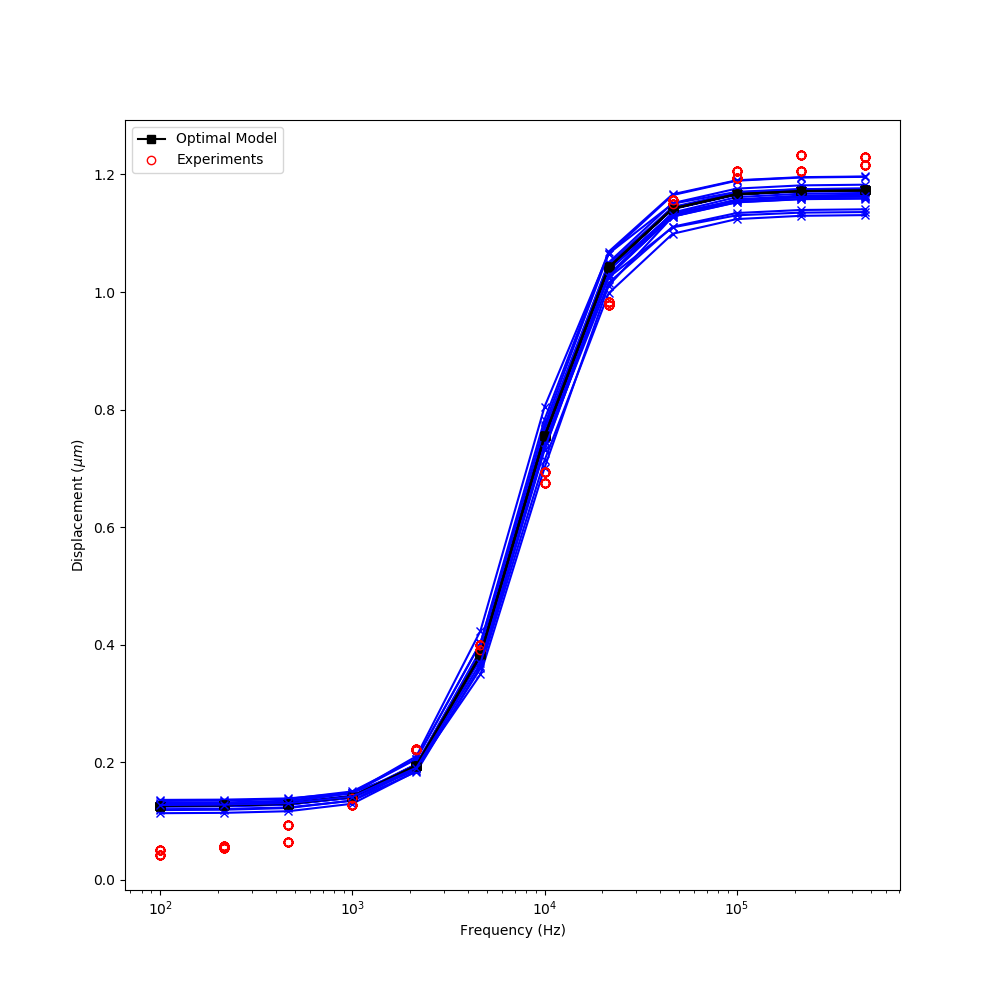 Optimal Model
Experiments
1.2
1.0
0.8
0.6
0.4
0.2
0.0
Displacement (μm)
10²
10³
10⁴
10⁵
Frequency (Hz)